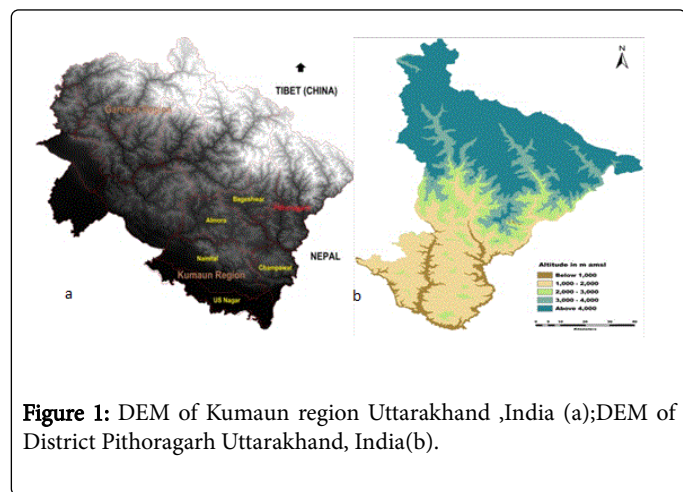 TIBET (CHINA)
Garhwal Region
Bageshwar
Pithoragarh
Almora
NEPAL
Nainital
Champawat
Kumaun Region
US Nagar
a
N
Altitude in m amsl
Below 1,000
1,000 - 2,000
2,000 - 3,000
3,000 - 4,000
Above 4,000
Kilometers
b
Figure 1: DEM of Kumaun region Uttarakhand ,India (a);DEM of
District Pithoragarh Uttarakhand, India(b).